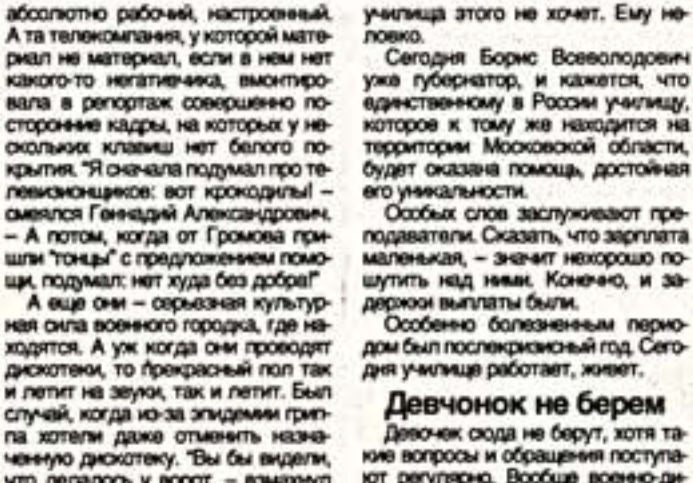 абсолютно рабочий, настроенный.
А та телекомпания, у которой мате-
риал не материал, если в нем нет
какого-то негативчика, вмонтиро-
вала в репортаж совершенно по-
сторонние кадры, на которых у не-
скольких клавиш нет белого по-
крытия. "Я сначала подумал про те-
левизионщиков: вот крокодилы! –
смеялся Геннадий Александрович.
– А потом, когда от Громова при-
шли "гонцы" с предложением помо-
щи, подумал: нет худа без добра!"
А еще они – серьезная культур-
ная сила военного городка, где на-
ходятся. А уж когда они проводят
дискотеки, то прекрасный пол так
и летит на звуки, так и летит. Был
случай, когда из-за эпидемии грип-
па хотели даже отменить назна-
ченную дискотеку. "Вы бы видели,
что делалось у ворот, – взмахнул
училища этого не хочет. Ему не-
ловко.
Сегодня Борис Всеволодович
уже губернатор, и кажется, что
единственному в России училищу,
которое к тому же находится на
территории Московской области,
будет оказана помощь, достойная
его уникальности.
Особых слов заслуживают пре-
подаватели. Сказать, что зарплата
маленькая, – значит нехорошо по-
шутить над ними. Конечно, и за-
держки выплаты были.
Особенно болезненным перио-
дом был послекризисный год. Сего-
дня училище работает, живет.
Девчонок не берем
Девочек сюда не берут, хотя та-
кие вопросы и обращения поступа-
ют регулярно. Вообще военно-ди-